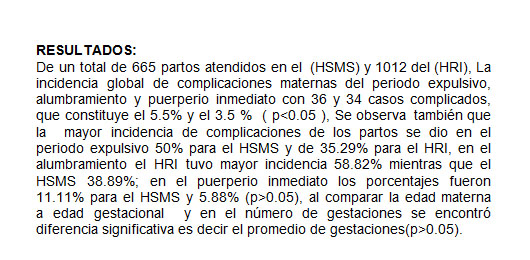 RESULTADOS:
De un total de 665 partos atendidos en el (HSMS) y 1012 del (HRI), La
incidencia global de complicaciones maternas del periodo expulsivo,
alumbramiento y puerperio inmediato con 36 y 34 casos complicados,
que constituye el 5.5% y el 3.5 % ( p<0.05 ), Se observa también que
la mayor incidencia de complicaciones de los partos se dio en el
periodo expulsivo 50% para el HSMS y de 35.29% para el HRI, en el
alumbramiento el HRI tuvo mayor incidencia 58.82% mientras que el
HSMS 38.89%; en el puerperio inmediato los porcentajes fueron
11.11% para el HSMS y 5.88% (p>0.05), al comparar la edad materna
a edad gestacional y en el número de gestaciones se encontró
diferencia significativa es decir el promedio de gestaciones(p>0.05).